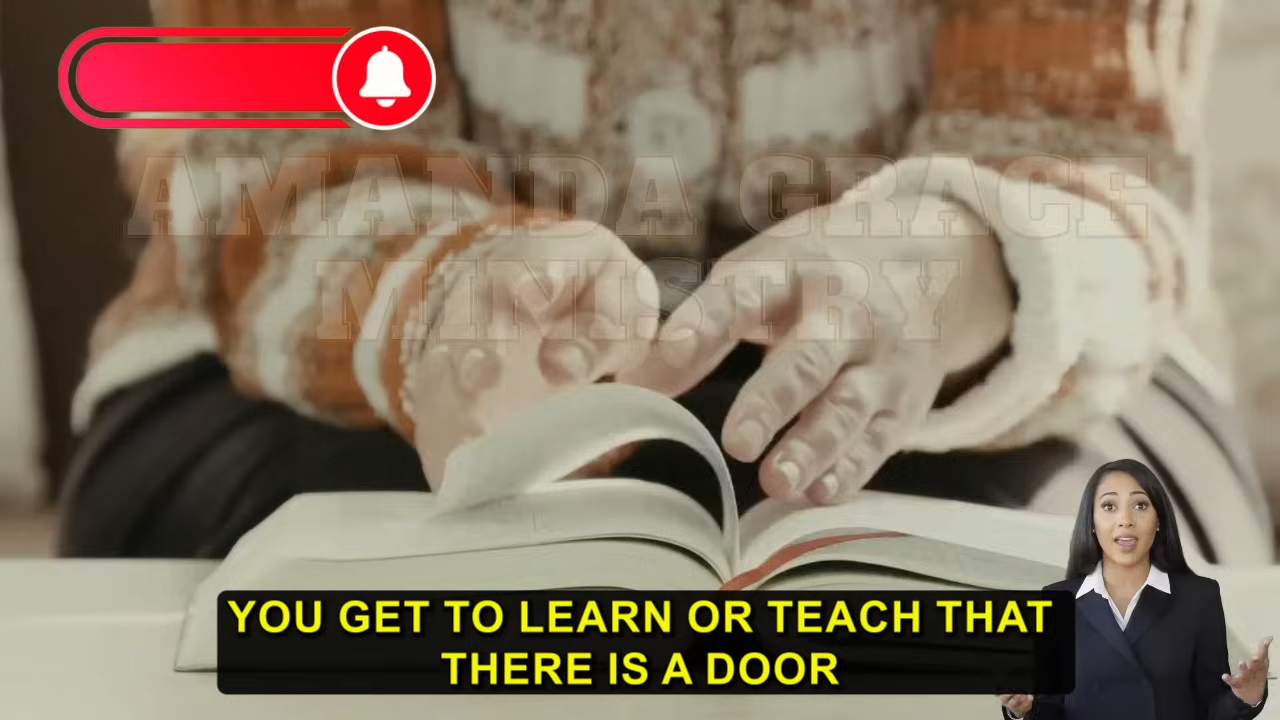 AMANDA GRACE
MINISTRY
YOU GET TO LEARN OR TEACH THAT
THERE IS A DOOR